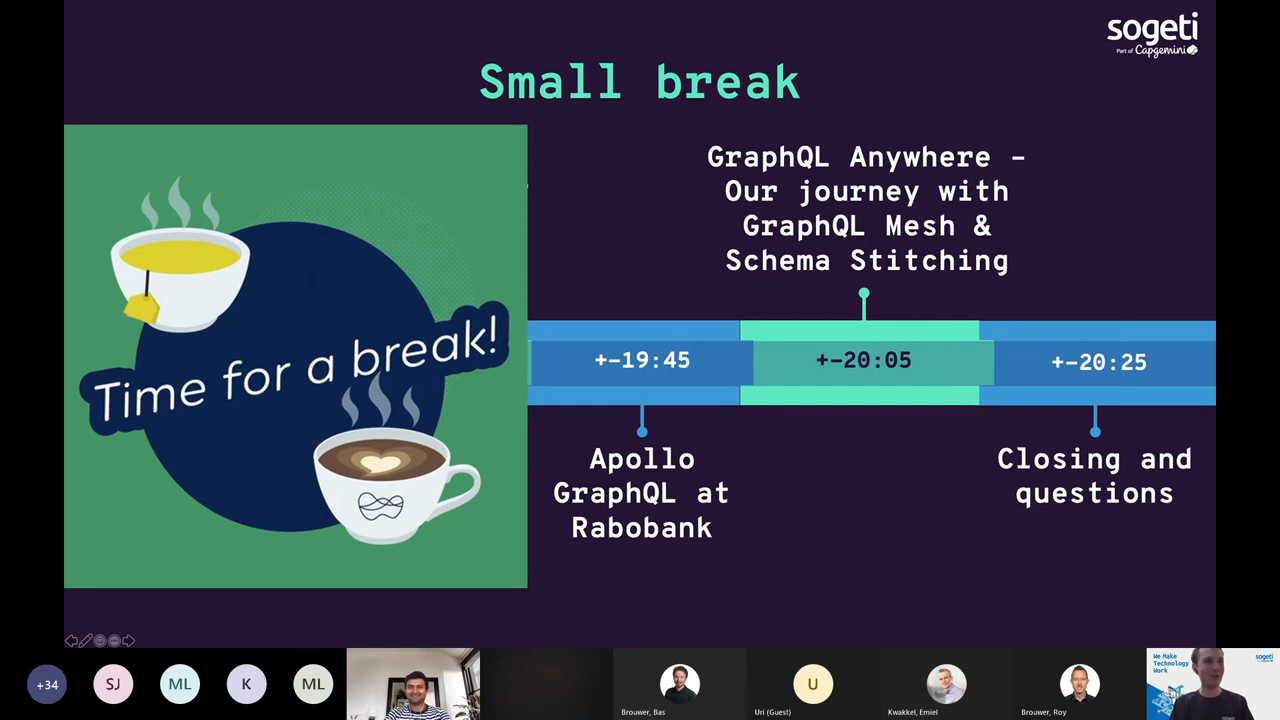 sogeti
Part of Capgemini
Small break
GraphQL Anywhere –
Our journey with
GraphQL Mesh &
Schema Stitching
Time for a break!
+-19:45
+-20:05
+-20:25
Apollo
GraphQL at
Rabobank
Closing and
questions
+34
SJ
ML
K
ML
Brouwer, Bas
U
Uri (Guest)
Kwakkel, Emiel
Brouwer, Roy
We Make
Technology
Work
sogeti
sogeti